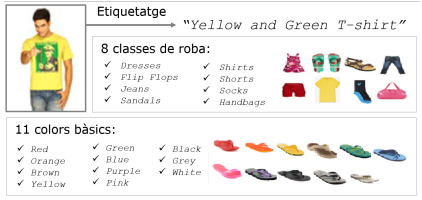 Etiquetatge
“Yellow and Green T-shirt”
8 classes de roba:
✓ Dresses
✓ Flip Flops
✓ Jeans
✓ Sandals
✓ Shirts
✓ Shorts
✓ Socks
✓ Handbags
11 colors bàsics:
✓ Red
✓ Orange
✓ Brown
✓ Yellow
✓ Green
✓ Blue
✓ Purple
✓ Pink
✓ Black
✓ Grey
✓ White